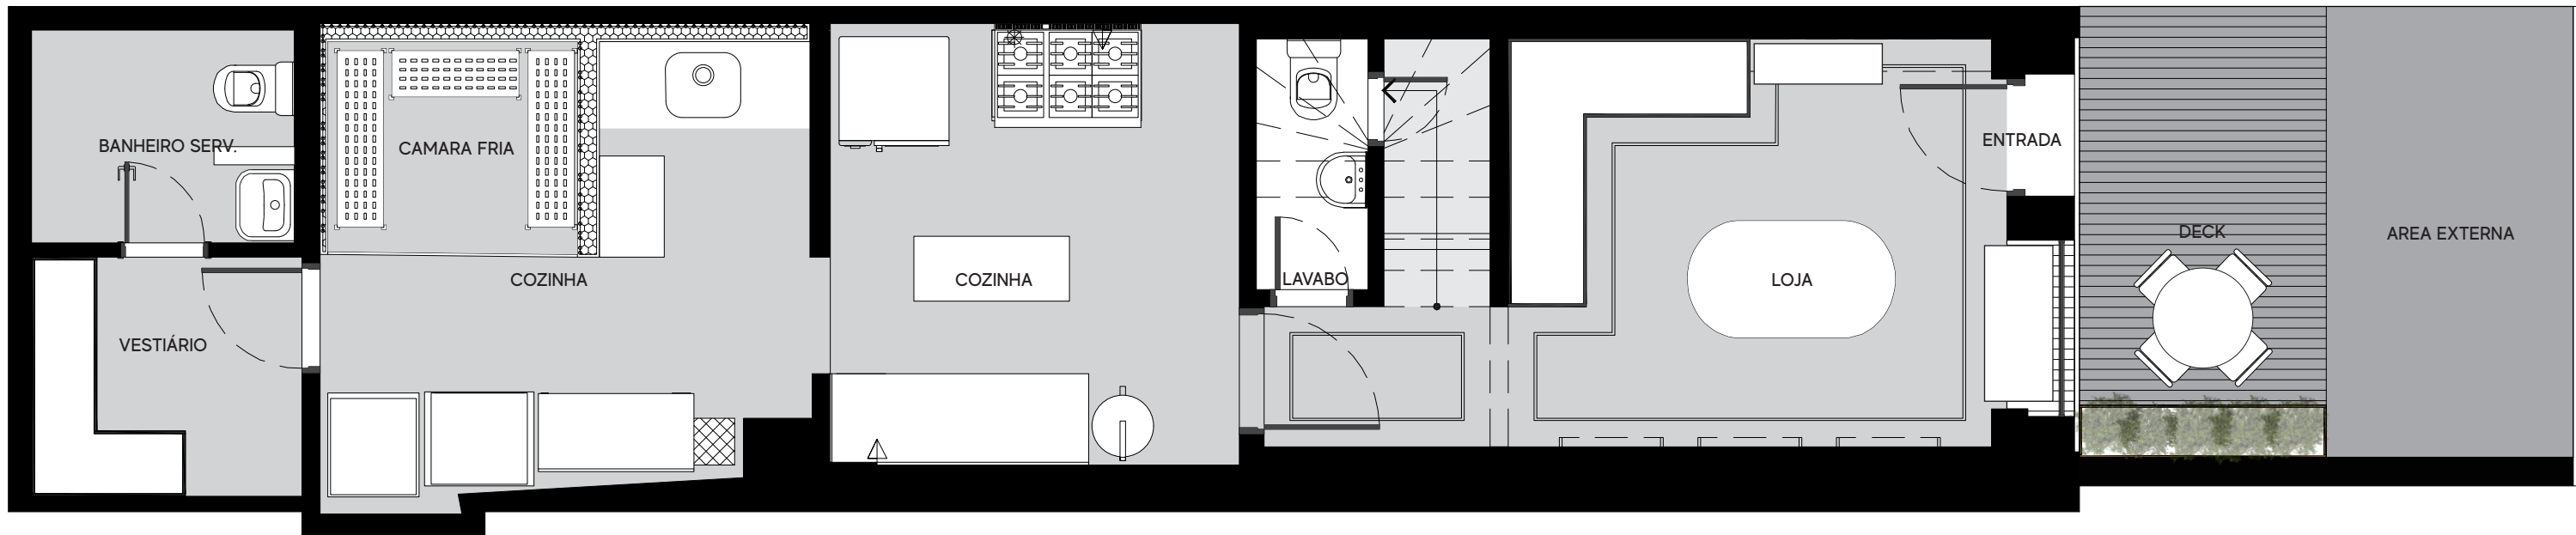 BANHEIRO SERV.
CAMARA FRIA
ENTRADA
DECK
AREA EXTERNA
COZINHA
COZINHA
LAVABO
LOJA
VESTIÁRIO